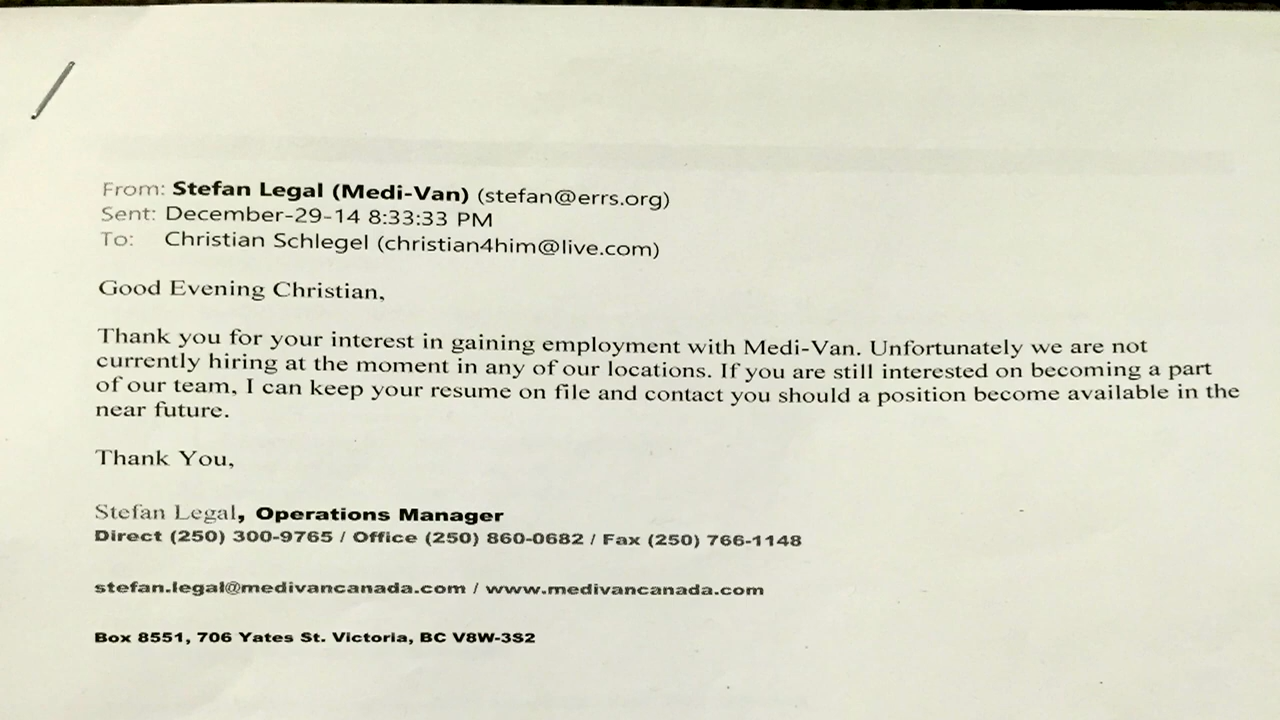 From: Stefan Legal (Medi-Van) (stefan@errs.org)
Sent: December-29-14 8:33:33 PM
To: Christian Schlegel (christian4him@live.com)
Good Evening Christian,
Thank you for your interest in gaining employment with Medi-Van. Unfortunately we are not
currently hiring at the moment in any of our locations. If you are still interested on becoming a part
of our team, I can keep your resume on file and contact you should a position become available in the
near future.
Thank You,
Stefan Legal, Operations Manager
Direct (250) 300-9765 / Office (250) 860-0682 / Fax (250) 766-1148
stefan.legal@medivancanada.com / www.medivancanada.com
Box 8551, 706 Yates St. Victoria, BC V8W-3S2